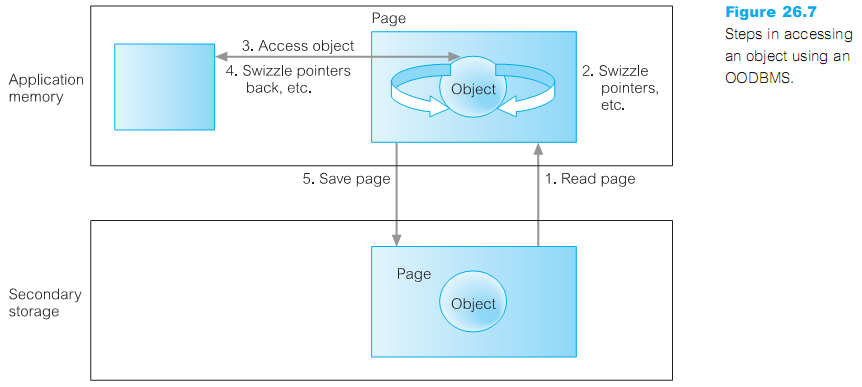 Figure 26.7
Steps in accessing
an object using an
OODBMS.
Page
3. Access object
4. Swizzle pointers
back, etc.
Object
2. Swizzle
pointers,
etc.
Application
memory
5. Save page
1. Read page
Page
Object
Secondary
storage